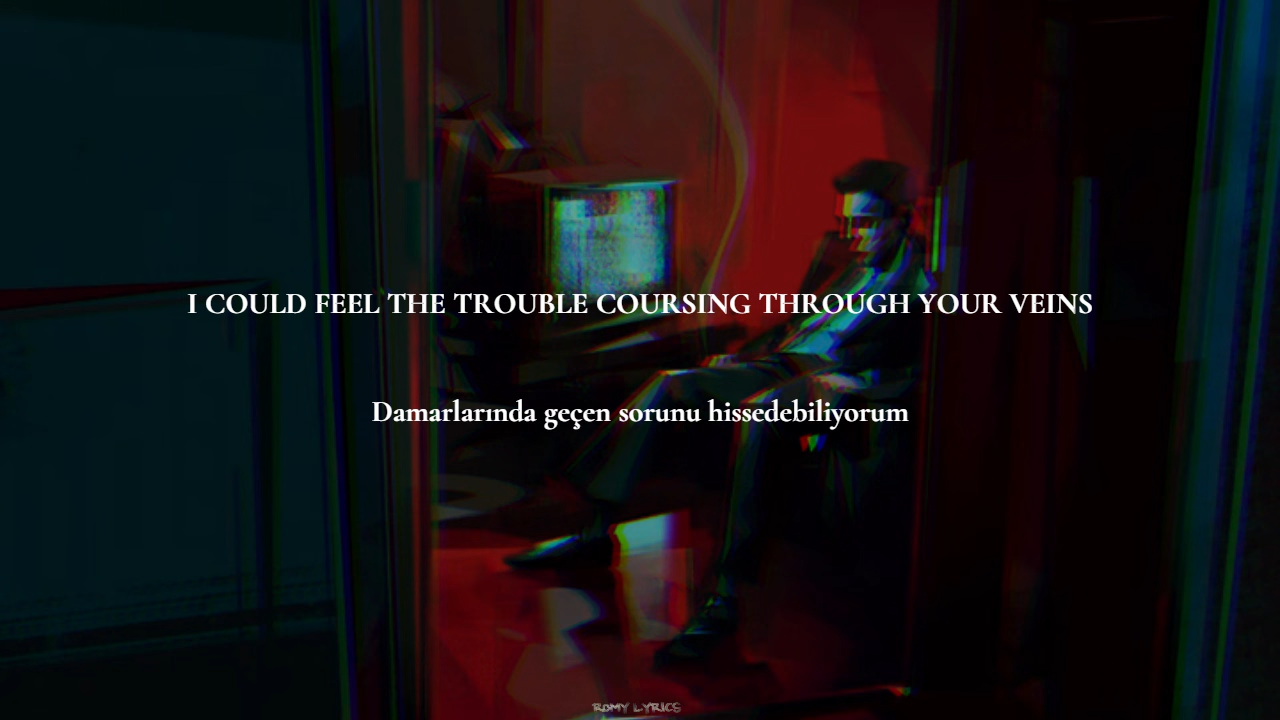 I COULD FEEL THE TROUBLE COURSING THROUGH YOUR VEINS
Damarlarında geçen sorunu hissedebiliyorum
ROMY LYRICS